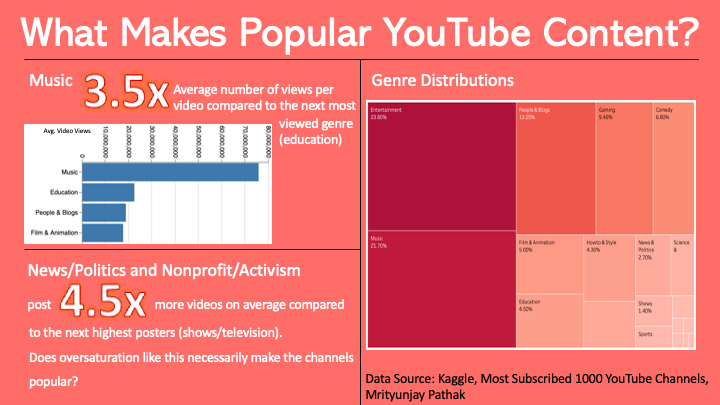 What Makes Popular YouTube Content?
Music 3.5x Average number of views per
video compared to the next most
viewed genre
(education)
Avg. Video Views
0
10,000,000
20,000,000
30,000,000
40,000,000
50,000,000
60,000,000
70,000,000
80,000,000
Music
Education
People & Blogs
Film & Animation
News/Politics and Nonprofit/Activism
post 4.5x more videos on average compared
to the next highest posters (shows/television).
Does oversaturation like this necessarily make the channels
popular?
Genre Distributions
Entertainment
23.80%
People & Blogs
13.20%
Gaming
9.40%
Comedy
6.80%
Music
21.70%
Film & Animation
5.00%
Howto & Style
4.30%
News &
Politics
2.70%
Science
&
Education
4.50%
Shows
1.40%
Sports
Data Source: Kaggle, Most Subscribed 1000 YouTube Channels,
Mrityunjay Pathak